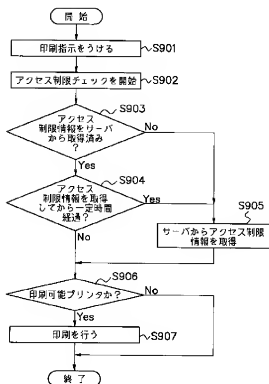 開始
印刷指示をうける
S901
アクセス制限チェックを開始
S902
S903
アクセス
制限情報をサーバ
から取得済み
?
No
Yes
S904
アクセス
制限情報を取得
してから一定時間
経過?
Yes
No
S905
サーバからアクセス制限
情報を取得
S906
印刷可能プリンタか?
No
Yes
印刷を行う
S907
終了